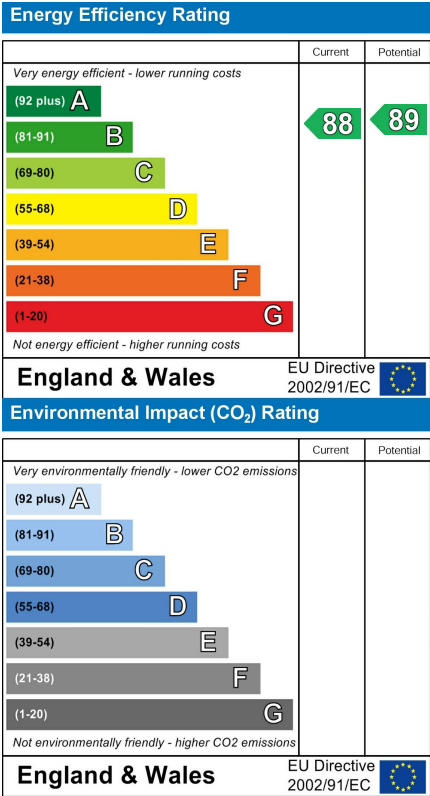 Energy Efficiency Rating
Current Potential
Very energy efficient - lower running costs
(92 plus) A
(81-91) B
88 89
(69-80) C
(55-68) D
(39-54) E
(21-38) F
(1-20) G
Not energy efficient - higher running costs
England & Wales
EU Directive
2002/91/EC
Environmental Impact (CO₂) Rating
Current Potential
Very environmentally friendly - lower CO2 emissions
(92 plus) A
(81-91) B
(69-80) C
(55-68) D
(39-54) E
(21-38) F
(1-20) G
Not environmentally friendly - higher CO2 emissions
England & Wales
EU Directive
2002/91/EC